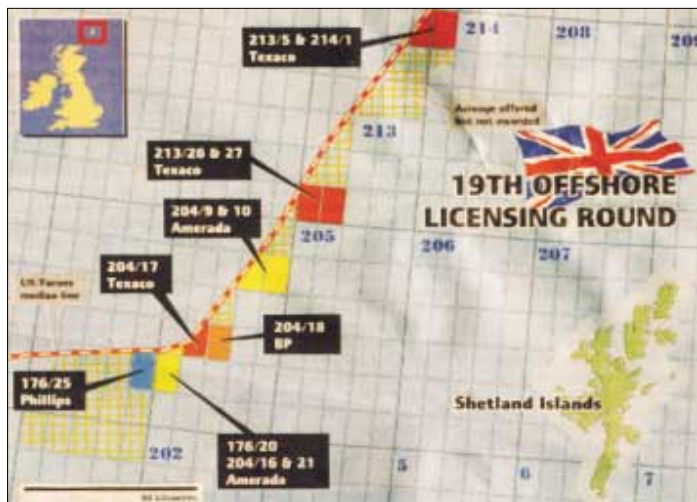 213/5 & 214/1
Texaco
214
208
209
Acreage offered
but not awarded
213
213/26 & 27
Texaco
19TH OFFSHORE
LICENSING ROUND
204/9 & 10
Amerada
205
206
207
204/17
Texaco
UK-Faroes
median line
204/18
BP
176/25
Phillips
Shetland Islands
176/20
204/16 & 21
Amerada
202
5
6
7
kilometres